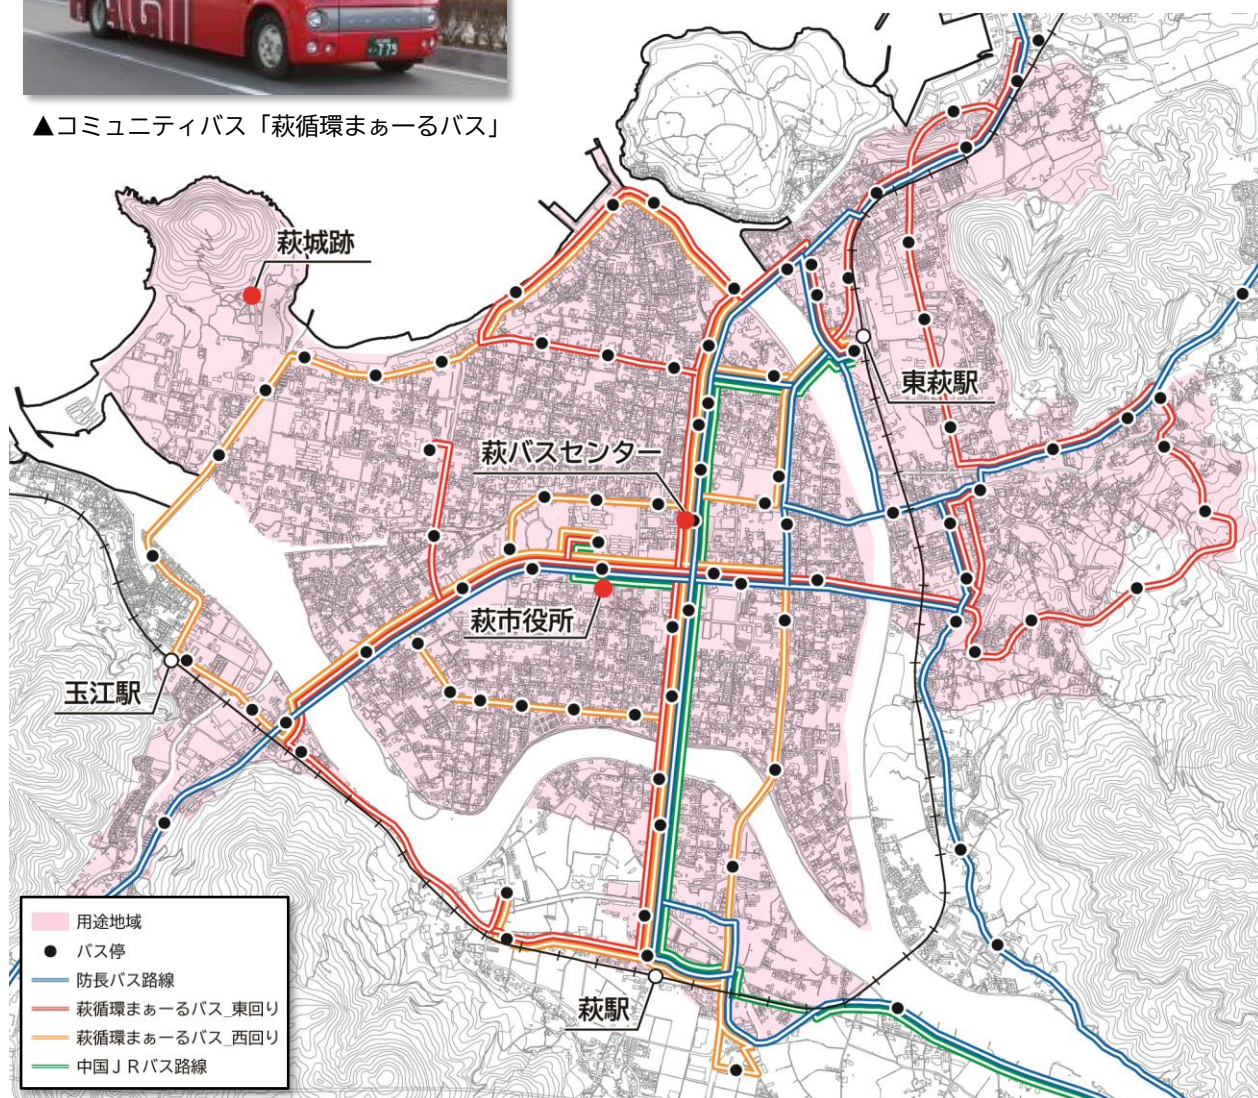 779
▲コミュニティバス「萩循環まぁーるバス」
萩城跡
東萩駅
萩バスセンター
萩市役所
玉江駅
萩駅
用途地域
バス停
防長バス路線
萩循環まぁーるバス_東回り
萩循環まぁーるバス_西回り
中国ＪＲバス路線